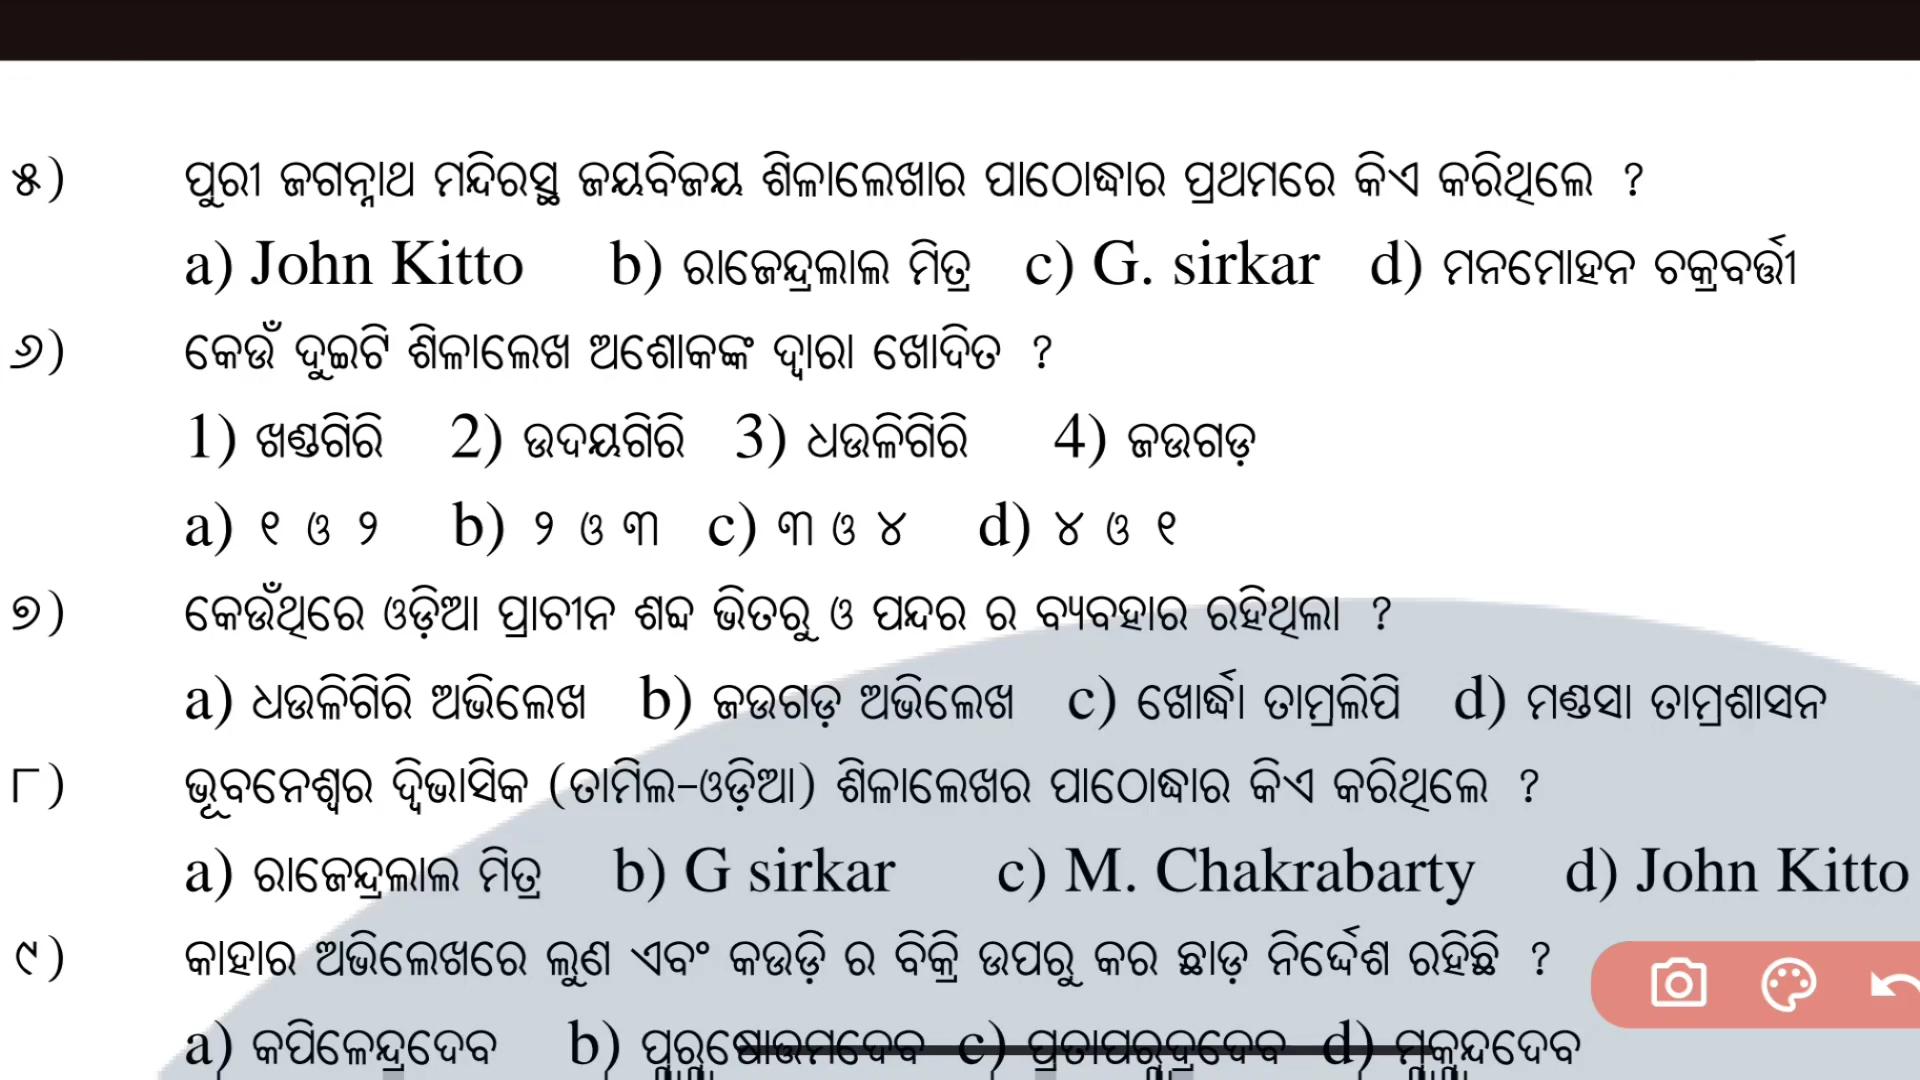 ୫) ପୁରୀ ଜଗନ୍ନାଥ ମନ୍ଦିରସ୍ଥ ଜୟବିଜୟ ଶିଳାଲେଖାର ପାଠୋଦ୍ଧାର ପ୍ରଥମରେ କିଏ କରିଥିଲେ ?
a) John Kitto b) ରାଜେନ୍ଦ୍ରଲାଲ ମିତ୍ର c) G. sirkar d) ମନମୋହନ ଚକ୍ରବର୍ତ୍ତୀ
୬) କେଉଁ ଦୁଇଟି ଶିଳାଲେଖ ଅଶୋକଙ୍କ ଦ୍ୱାରା ଖୋଦିତ ?
1) ଖଣ୍ଡଗିରି 2) ଉଦୟଗିରି 3) ଧଉଳିଗିରି 4) ଜଉଗଡ଼
a) ୧ ଓ ୨ b) ୨ ଓ ୩ c) ୩ ଓ ୪ d) ୪ ଓ ୧
୭) କେଉଁଥିରେ ଓଡ଼ିଆ ପ୍ରାଚୀନ ଶବ୍ଦ ଭିତରୁ ଓ ପନ୍ଦର ର ବ୍ୟବହାର ରହିଥିଲା ?
a) ଧଉଳିଗିରି ଅଭିଲେଖ b) ଜଉଗଡ଼ ଅଭିଲେଖ c) ଖୋର୍ଦ୍ଧା ତାମ୍ରଲିପି d) ମଣ୍ଡସା ତାମ୍ରଶାସନ
୮) ଭୂବନେଶ୍ୱର ଦ୍ୱିଭାସିକ (ତାମିଲ-ଓଡ଼ିଆ) ଶିଳାଲେଖର ପାଠୋଦ୍ଧାର କିଏ କରିଥିଲେ ?
a) ରାଜେନ୍ଦ୍ରଲାଲ ମିତ୍ର b) G sirkar c) M. Chakrabarty d) John Kitto
୯) କାହାର ଅଭିଲେଖରେ ଲୁଣ ଏବଂ କଉଡ଼ି ର ବିକ୍ରି ଉପରୁ କର ଛାଡ଼ ନିର୍ଦ୍ଦେଶ ରହିଛି ?
a) କପିଳେନ୍ଦ୍ରଦେବ b) ପୁରୁଷୋତ୍ତମଦେବ c) ପ୍ରତାପରୁଦ୍ରଦେବ d) ମୁକୁନ୍ଦଦେବ